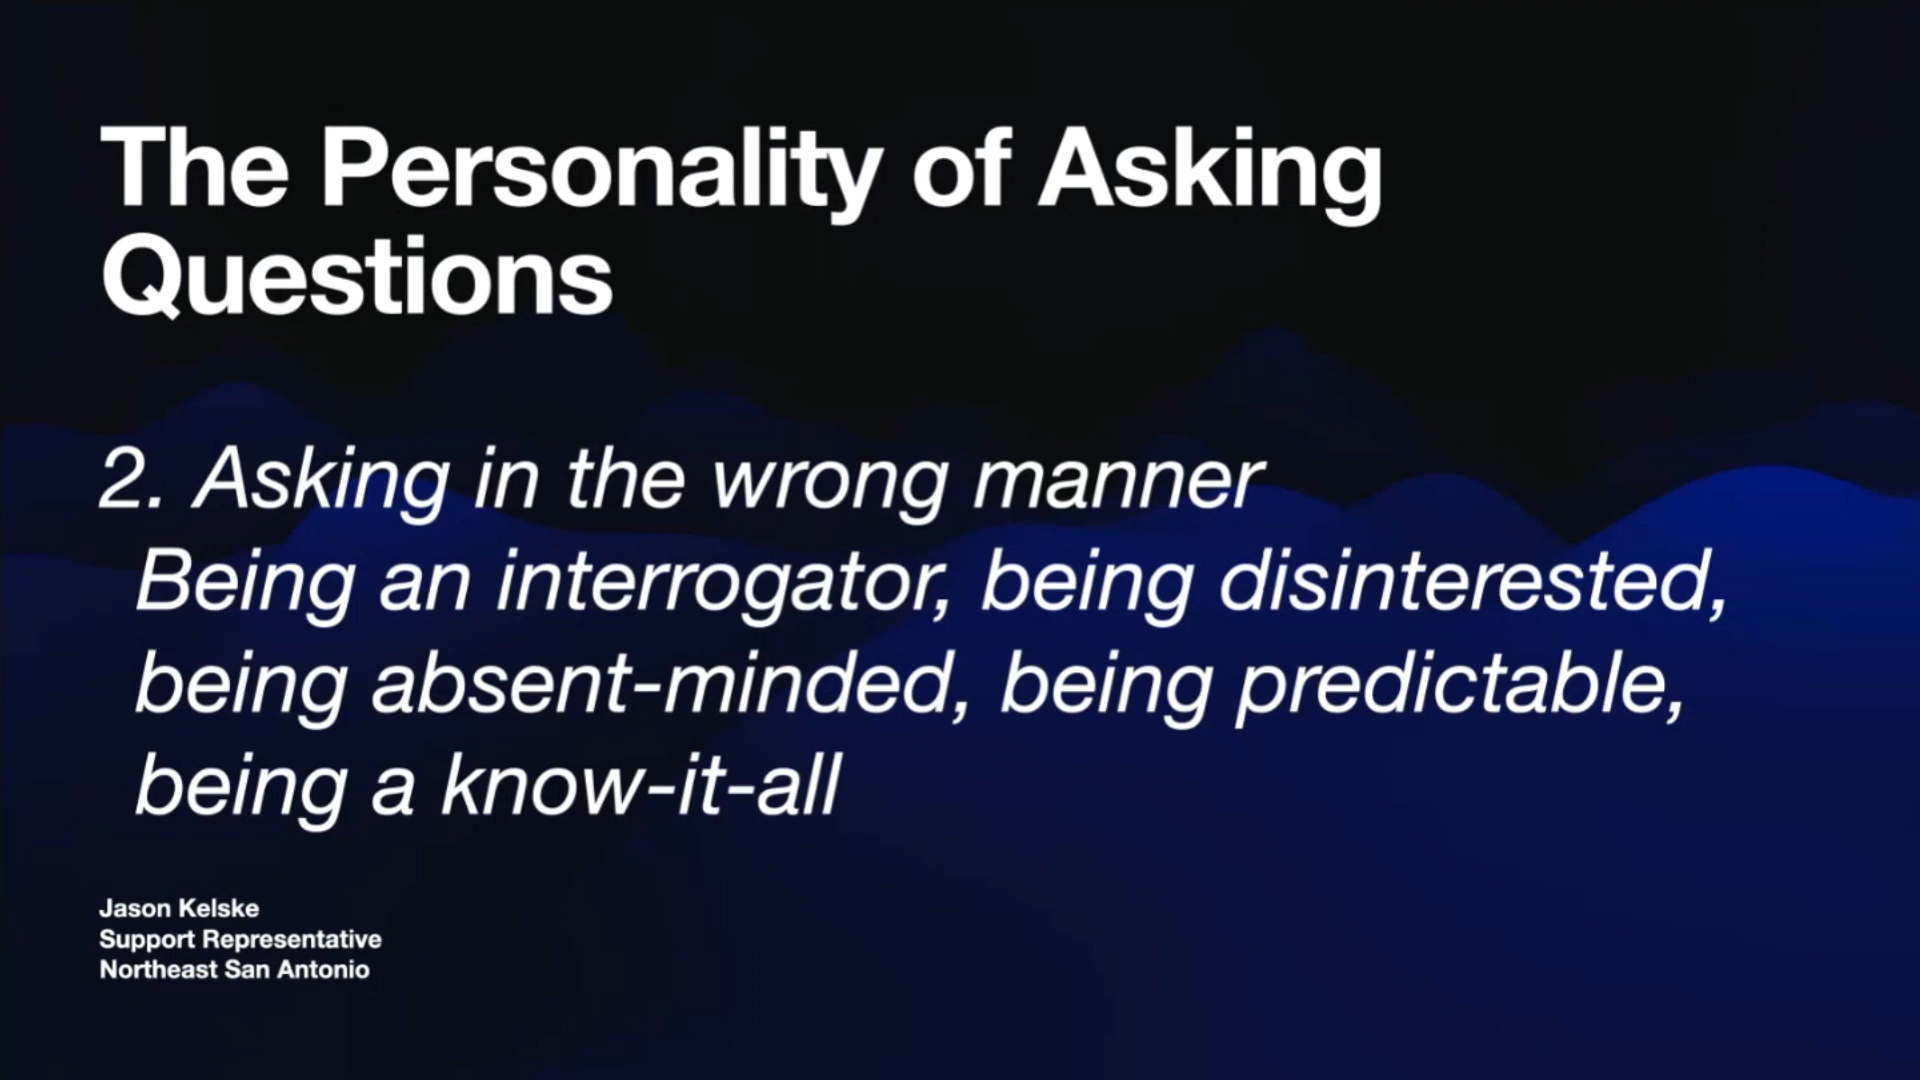 The Personality of Asking
Questions
2. Asking in the wrong manner
Being an interrogator, being disinterested,
being absent-minded, being predictable,
being a know-it-all
Jason Kelske
Support Representative
Northeast San Antonio